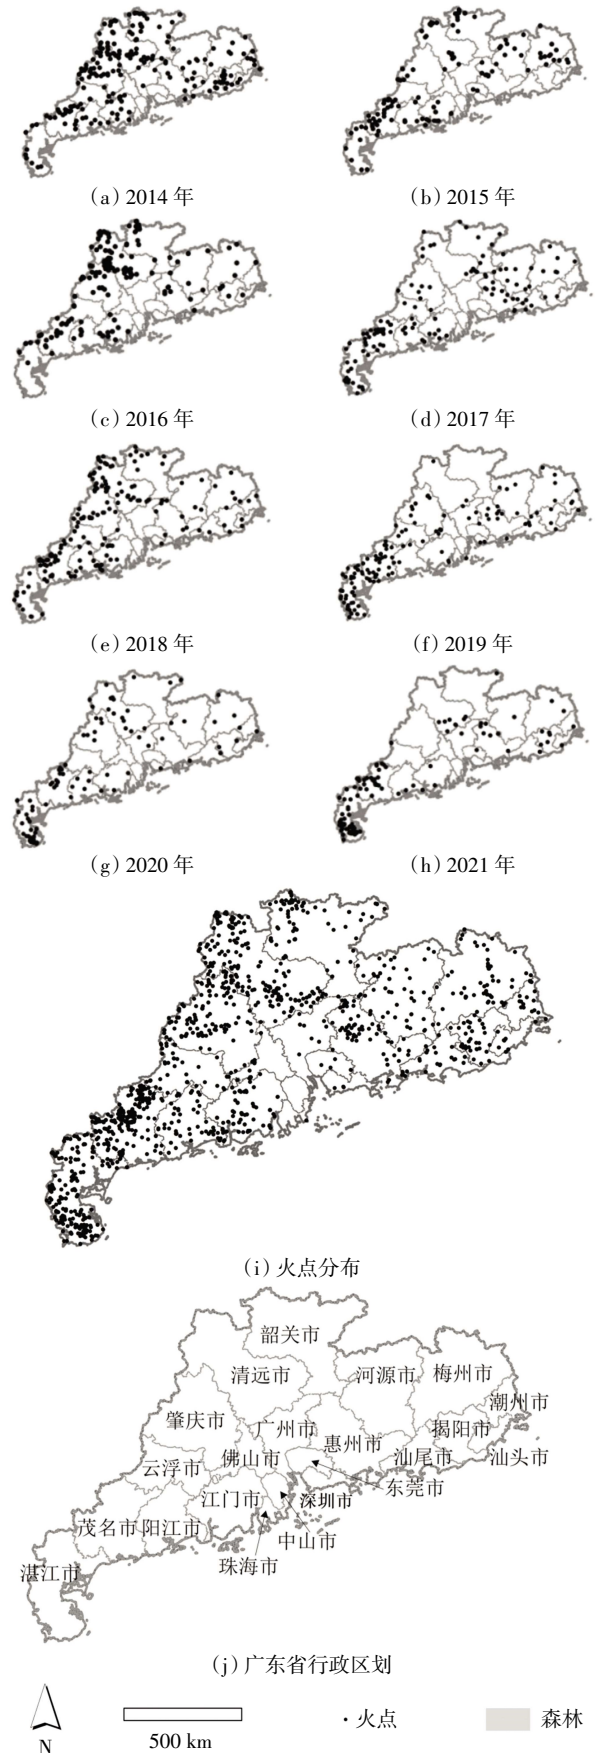 (a) 2014 年
(b) 2015 年
(c) 2016 年
(d) 2017 年
(e) 2018 年
(f) 2019 年
(g) 2020 年
(h) 2021 年
(i) 火点分布
韶关市
清远市
河源市
梅州市
潮州市
肇庆市
广州市
揭阳市
惠州市
云浮市
佛山市
汕尾市
汕头市
东莞市
江门市
深圳市
茂名市
阳江市
中山市
珠海市
湛江市
(j) 广东省行政区划
N
500 km
火点
森林